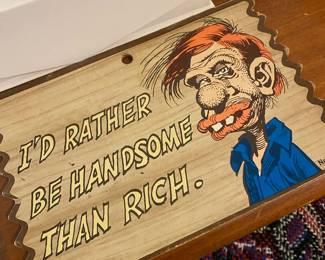 I'D RATHER
BE HANDSOME
THAN RICH.